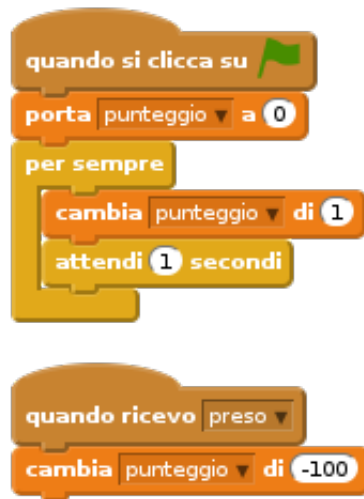 quando si clicca su
porta punteggio a 0
per sempre
cambia punteggio di 1
attendi 1 secondi
quando ricevo preso
cambia punteggio di -100